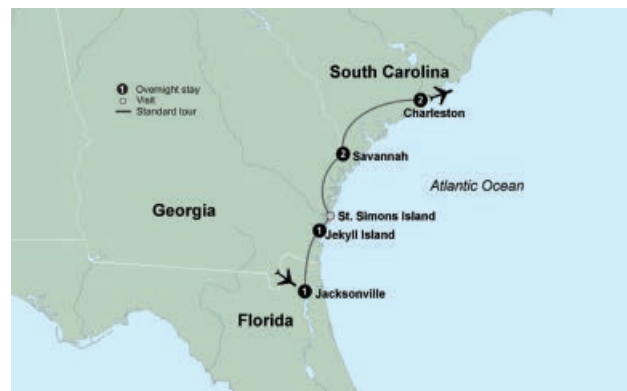 South Carolina
1 Overnight stay
Visit
Standard tour
2
Charleston
2
Savannah
Atlantic Ocean
Georgia
St. Simons Island
1
Jekyll Island
1
Jacksonville
Florida